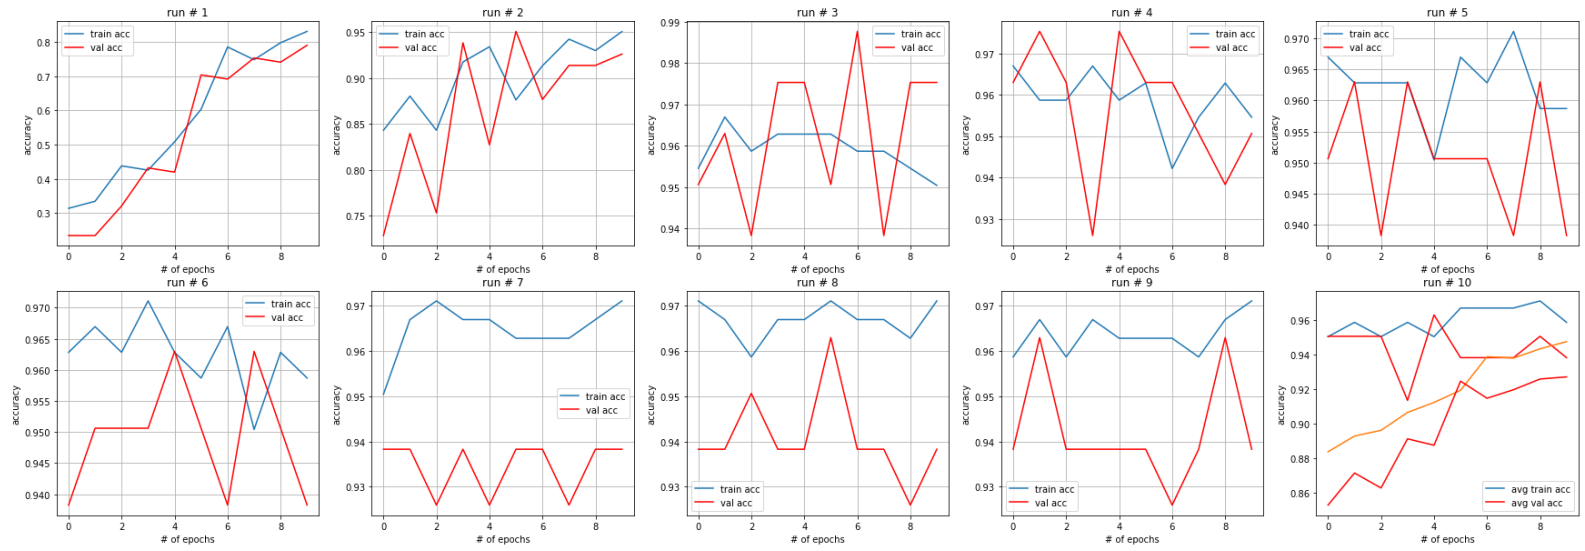 run # 1
train acc
val acc
0.8
0.7
0.6
0.5
0.4
0.3
accuracy
0 2 4 6 8
# of epochs
run # 2
train acc
val acc
0.95
0.90
0.85
0.80
0.75
accuracy
0 2 4 6 8
# of epochs
run # 3
train acc
val acc
0.99
0.98
0.97
0.96
0.95
0.94
accuracy
0 2 4 6 8
# of epochs
run # 4
train acc
val acc
0.97
0.96
0.95
0.94
0.93
accuracy
0 2 4 6 8
# of epochs
run # 5
train acc
val acc
0.970
0.965
0.960
0.955
0.950
0.945
0.940
accuracy
0 2 4 6 8
# of epochs
run # 6
train acc
val acc
0.970
0.965
0.960
0.955
0.950
0.945
0.940
accuracy
0 2 4 6 8
# of epochs
run # 7
0.97
0.96
0.95
0.94
0.93
accuracy
train acc
val acc
0 2 4 6 8
# of epochs
run # 8
0.97
0.96
0.95
0.94
0.93
accuracy
train acc
val acc
0 2 4 6 8
# of epochs
run # 9
0.97
0.96
0.95
0.94
0.93
accuracy
train acc
val acc
0 2 4 6 8
# of epochs
run # 10
0.96
0.94
0.92
0.90
0.88
0.86
accuracy
avg train acc
avg val acc
0 2 4 6 8
# of epochs